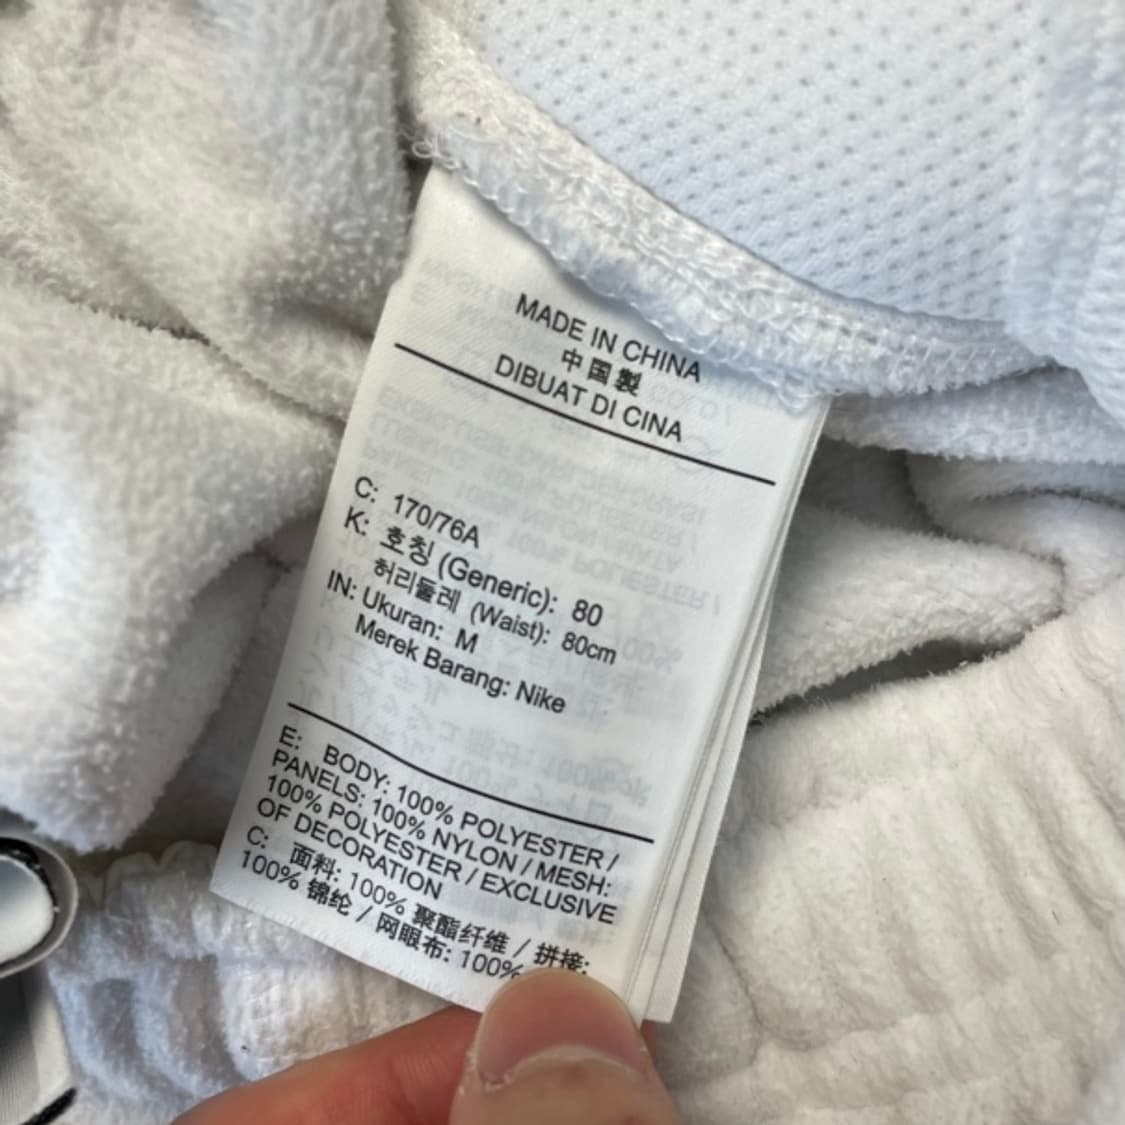 MADE IN CHINA
中国製
DIBUAT DI CINA
C: 170/76A
K: 호칭 (Generic): 80
허리둘레 (Waist): 80cm
IN: Ukuran: M
Merek Barang: Nike
E: BODY: 100% POLYESTER /
PANELS: 100% NYLON / MESH:
100% POLYESTER / EXCLUSIVE
OF DECORATION
C: 面料: 100% 聚酯纤维 / 拼接:
100% 锦纶 / 网眼布: 100%